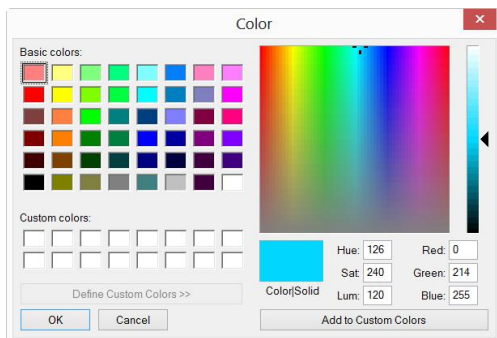 Color
Basic colors:
Custom colors:
Define Custom Colors >>
OK Cancel
Color|Solid
Hue: 126 Red: 0
Sat: 240 Green: 214
Lum: 120 Blue: 255
Add to Custom Colors